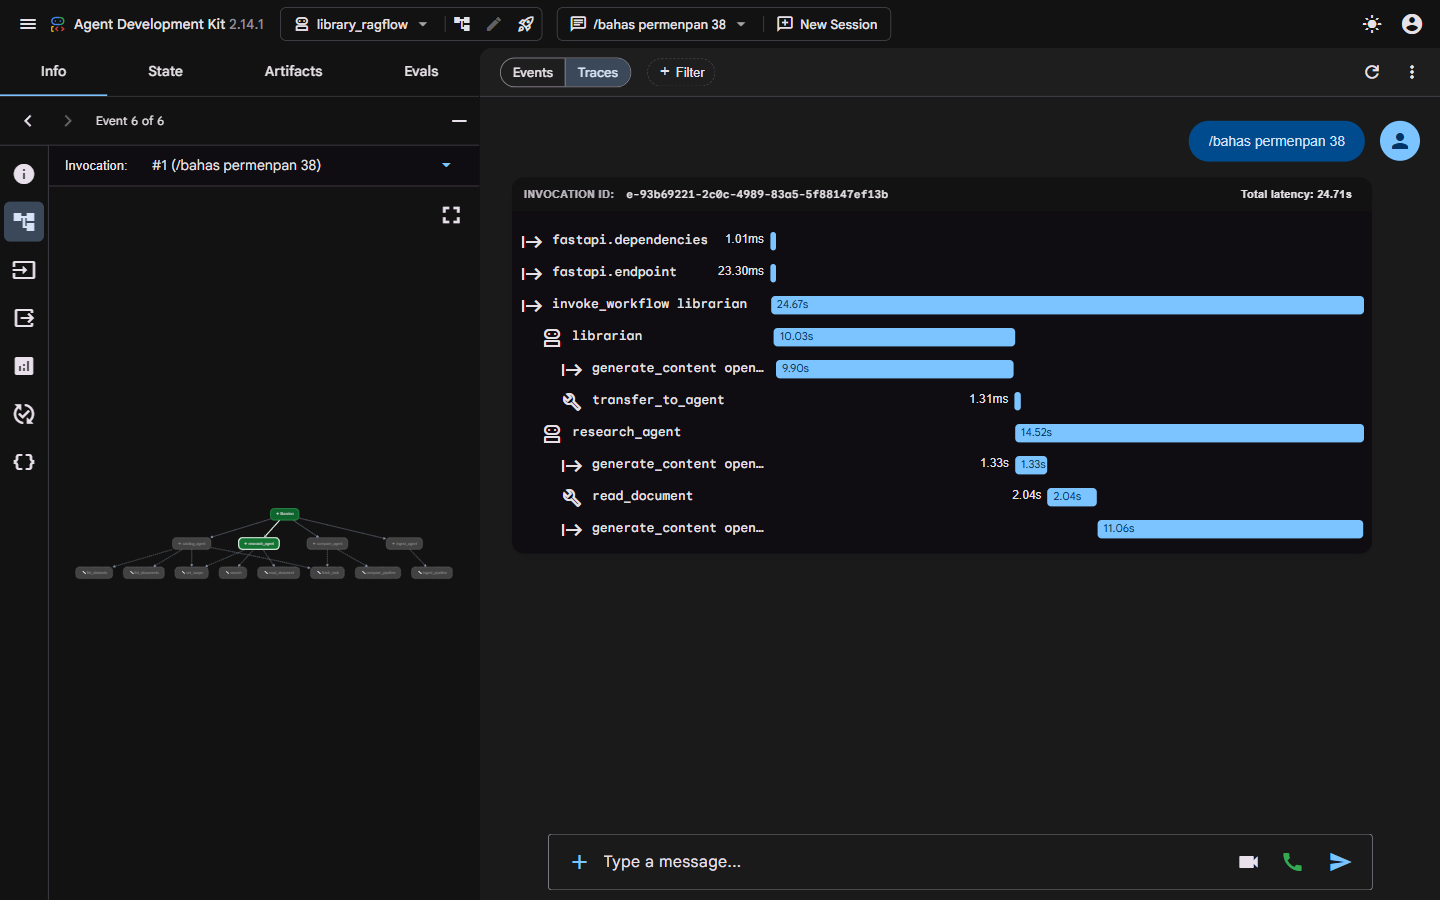 Agent Development Kit 2.14.1
library_ragflow
/bahas permenpan 38
New Session
Info
State
Artifacts
Evals
Events
Traces
+ Filter
Event 6 of 6
Invocation:
#1 (/bahas permenpan 38)
/bahas permenpan 38
INVOCATION ID: e-93b69221-2c0c-4989-83a5-5f88147ef13b
Total latency: 24.71s
fastapi.dependencies 1.01ms
fastapi.endpoint 23.30ms
invoke_workflow librarian 24.67s
librarian 10.03s
generate_content open… 9.90s
transfer_to_agent 1.31ms
research_agent 14.52s
generate_content open… 1.33s 1.33s
read_document 2.04s 2.04s
generate_content open… 11.06s
Type a message...